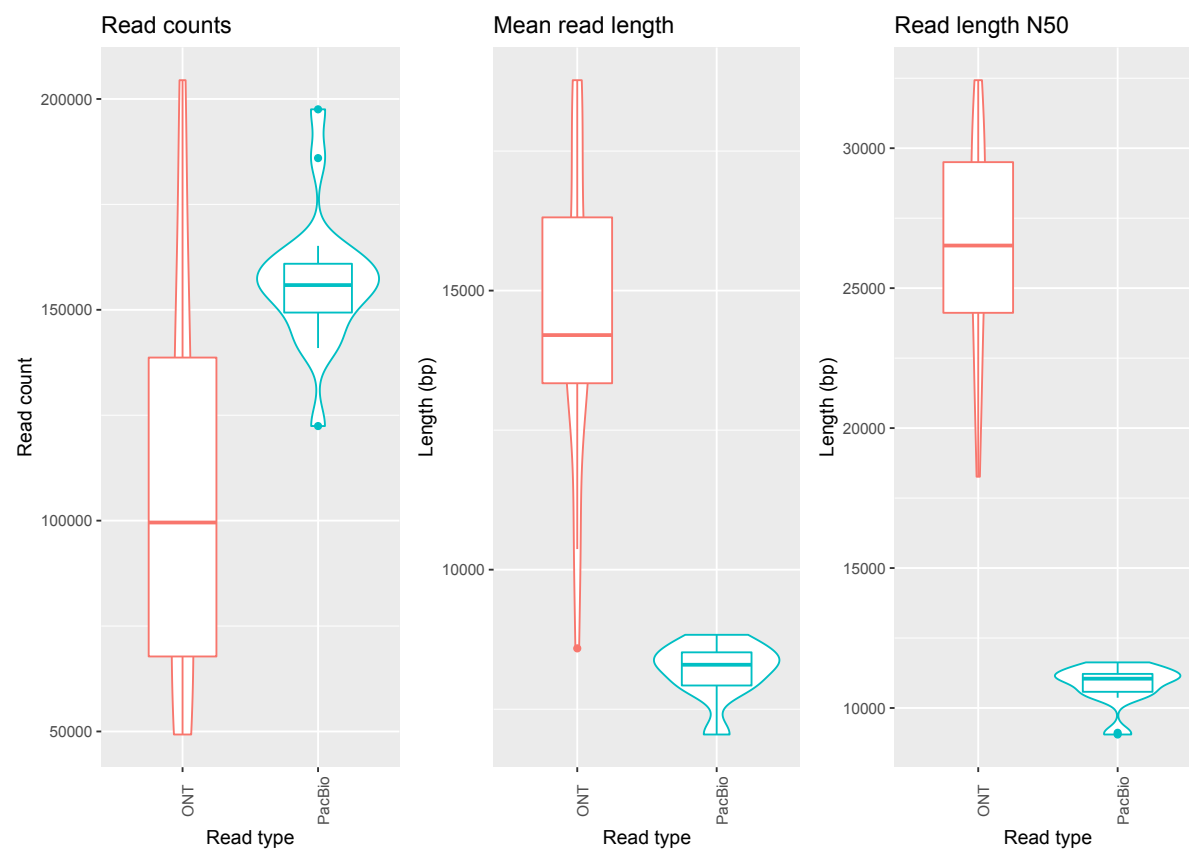 Read counts
Read count
200000
150000
100000
50000
ONT
PacBio
Read type
Mean read length
Length (bp)
15000
10000
ONT
PacBio
Read type
Read length N50
Length (bp)
30000
25000
20000
15000
10000
ONT
PacBio
Read type